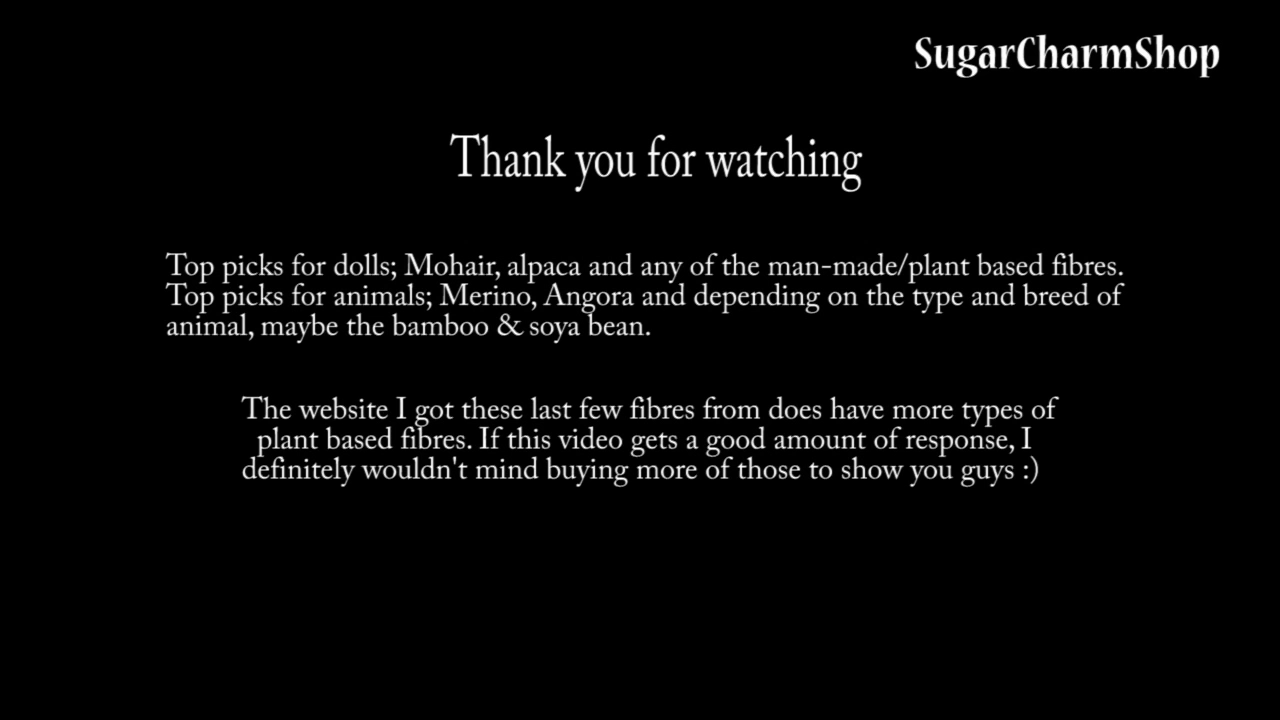 SugarCharmShop
Thank you for watching
Top picks for dolls; Mohair, alpaca and any of the man-made/plant based fibres.
Top picks for animals; Merino, Angora and depending on the type and breed of
animal, maybe the bamboo & soya bean.
The website I got these last few fibres from does have more types of
plant based fibres. If this video gets a good amount of response, I
definitely wouldn't mind buying more of those to show you guys :)